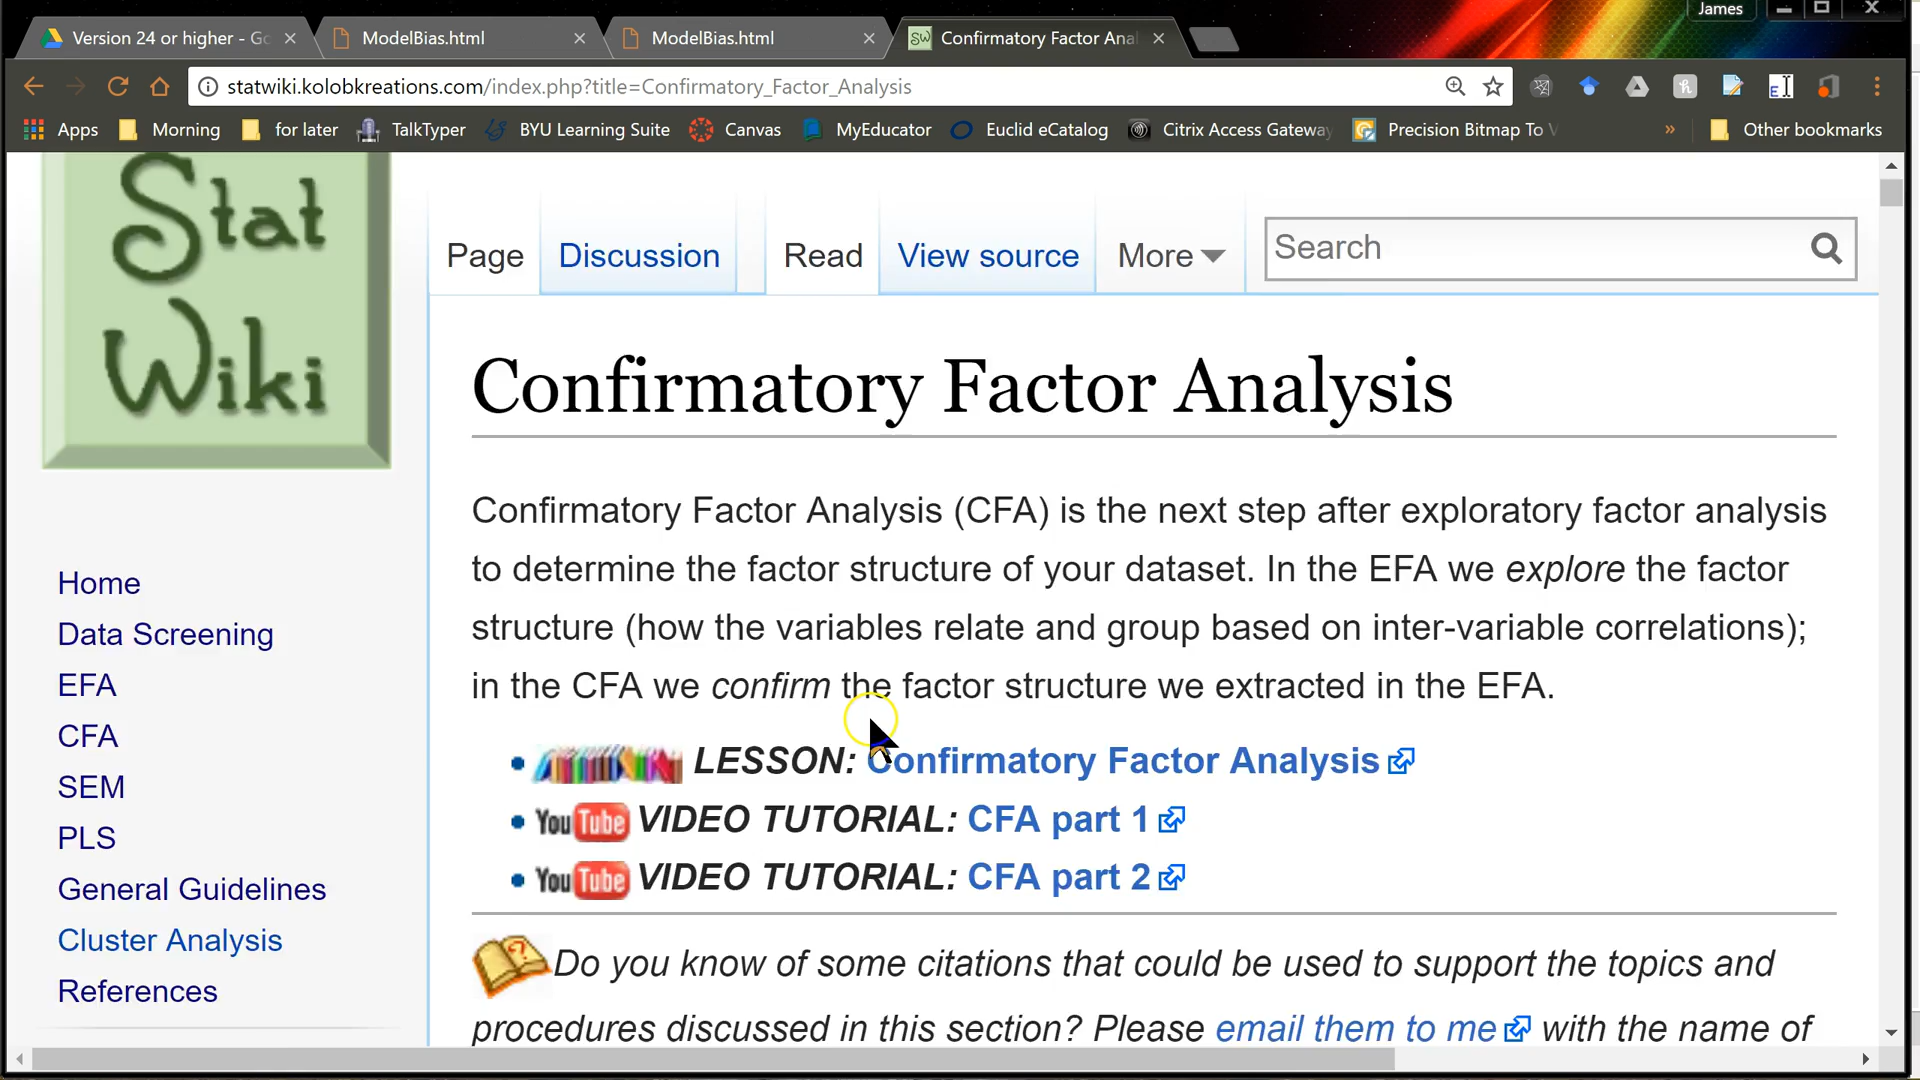 James
Version 24 or higher - Go
ModelBias.html
ModelBias.html
SW
Confirmatory Factor Anal
statwiki.kolobkreations.com/index.php?title=Confirmatory_Factor_Analysis
Apps
Morning
for later
TalkTyper
BYU Learning Suite
Canvas
MyEducator
Euclid eCatalog
Citrix Access Gateway
Precision Bitmap To V
»
Other bookmarks
Stat
Wiki
Page
Discussion
Read
View source
More
Search
Confirmatory Factor Analysis
Confirmatory Factor Analysis (CFA) is the next step after exploratory factor analysis
to determine the factor structure of your dataset. In the EFA we explore the factor
structure (how the variables relate and group based on inter-variable correlations);
in the CFA we confirm the factor structure we extracted in the EFA.
• LESSON: Confirmatory Factor Analysis
• YouTube VIDEO TUTORIAL: CFA part 1
• YouTube VIDEO TUTORIAL: CFA part 2
Do you know of some citations that could be used to support the topics and
procedures discussed in this section? Please email them to me with the name of
Home
Data Screening
EFA
CFA
SEM
PLS
General Guidelines
Cluster Analysis
References